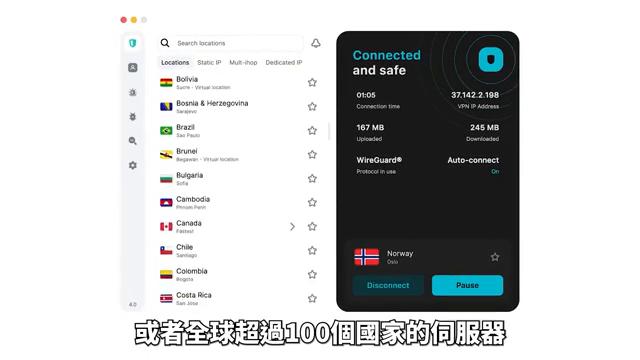 Search locations
Locations Static IP Multi-ihop Dedicated IP
Bolivia
Sucre - Virtual location
Bosnia & Herzegovina
Sarajevo
Brazil
Sao Paulo
Brunei
Begawan - Virtual location
Bulgaria
Sofia
Cambodia
Phnom Penh
Canada
Fastest
Chile
Santiago
Colombia
Bogota
Costa Rica
San Jose
4.0
Connected
and safe
01:05
Connection time
37.142.2.198
VPN IP Address
167 MB
Uploaded
245 MB
Downloaded
WireGuard®
Protocol in use
Auto-connect
On
Norway
Oslo
Disconnect
Pause
或者全球超過100個國家的伺服器